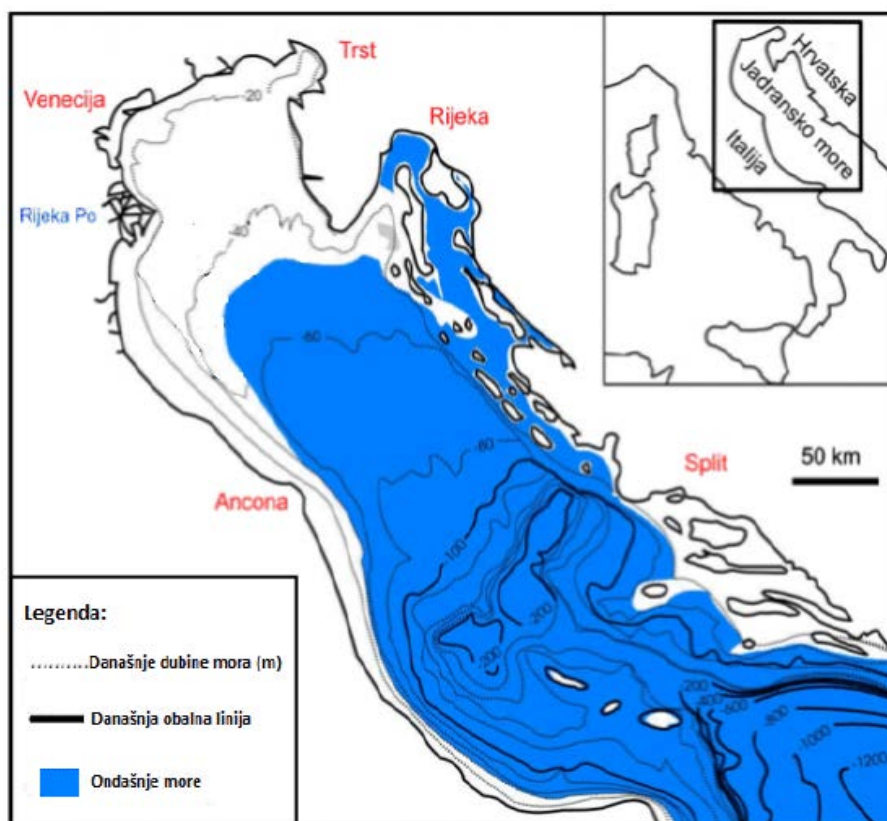 Trst
Venecija
Rijeka
Rijeka Po
Ancona
Split
50 km
Hrvatska
Jadransko more
Italija
-20
-40
-60
-80
-100
-200
-200
-200
-400
-600
-800
-1000
-1200
Legenda:
Današnje dubine mora (m)
Današnja obalna linija
Ondašnje more